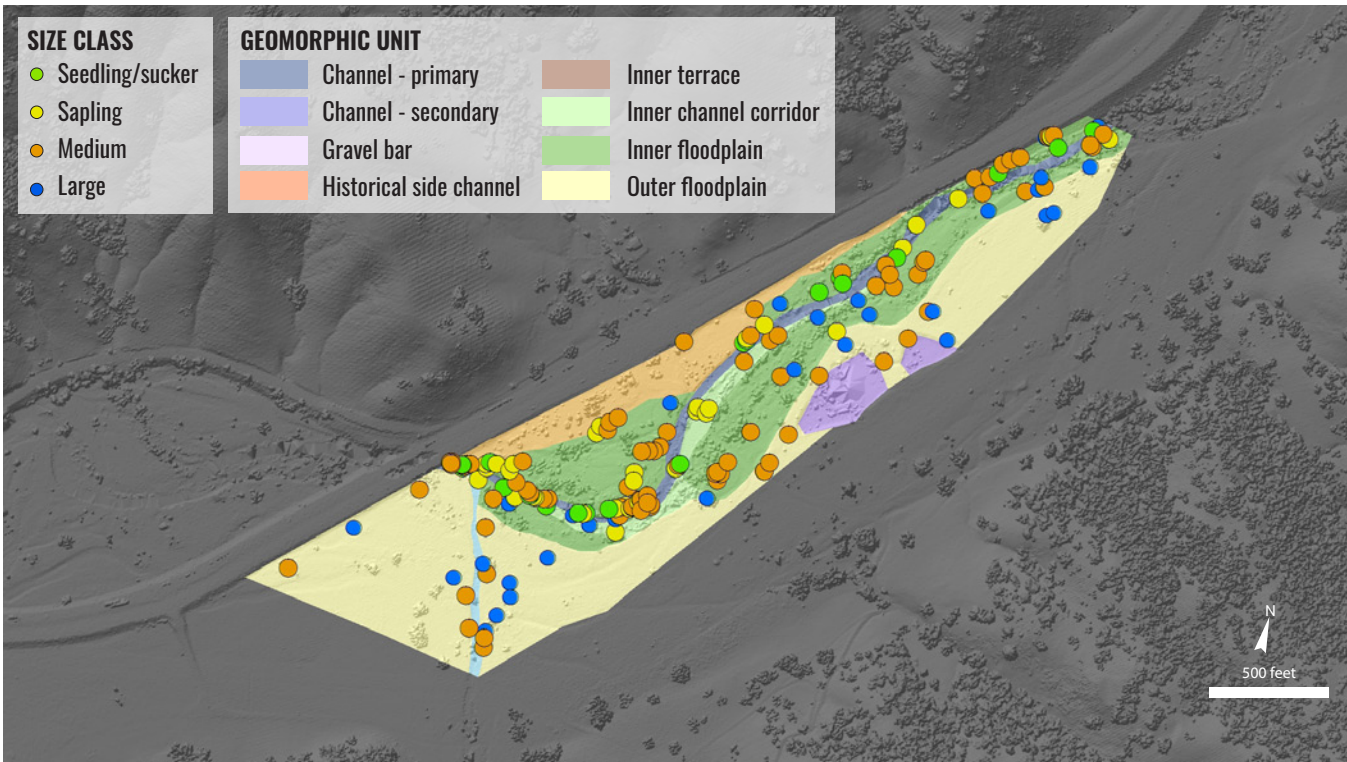 SIZE CLASS
Seedling/sucker
Sapling
Medium
Large
GEOMORPHIC UNIT
Channel - primary
Channel - secondary
Gravel bar
Historical side channel
Inner terrace
Inner channel corridor
Inner floodplain
Outer floodplain
N
500 feet